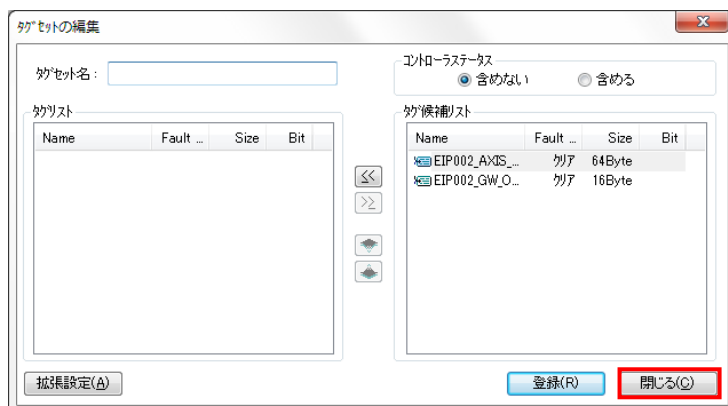 タグセットの編集
タグセット名:
コントローラステータス
含めない 含める
タグリスト
Name Fault ... Size Bit
タグ候補リスト
Name Fault ... Size Bit
EIP002_AXIS_... クリア 64Byte
EIP002_GW_O... クリア 16Byte
<<
>>
拡張設定(A)
登録(R)
閉じる(C)